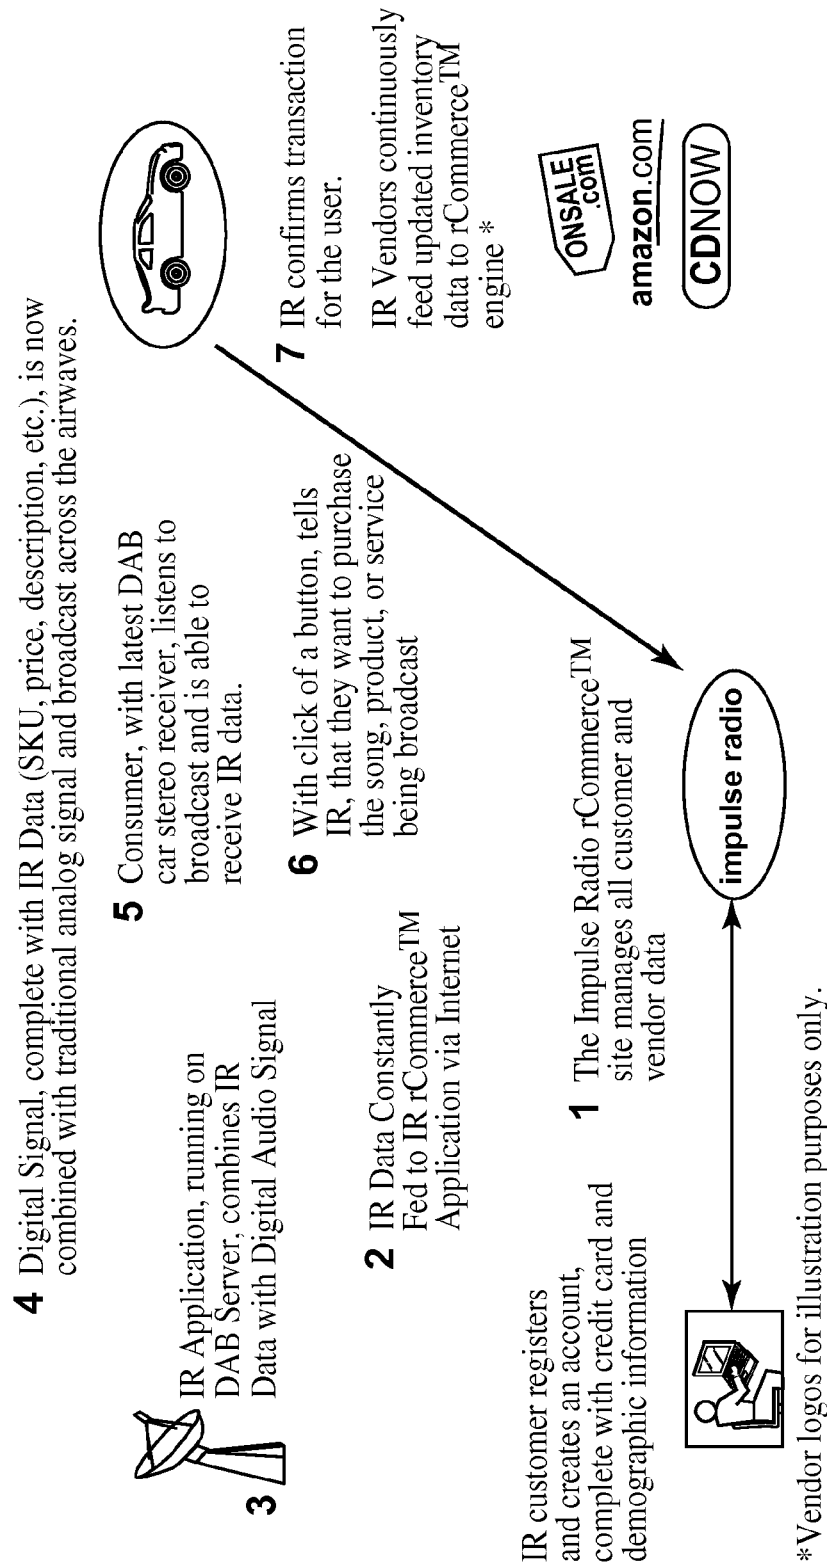 4 Digital Signal, complete with IR Data (SKU, price, description, etc.), is now
combined with traditional analog signal and broadcast across the airwaves.
3
IR Application, running on
DAB Server, combines IR
Data with Digital Audio Signal
5 Consumer, with latest DAB
car stereo receiver, listens to
broadcast and is able to
receive IR data.
2 IR Data Constantly
Fed to IR rCommerce™
Application via Internet
6 With click of a button, tells
IR, that they want to purchase
the song, product, or service
being broadcast
7 IR confirms transaction
for the user.
IR Vendors continuously
feed updated inventory
data to rCommerce™
engine *
IR customer registers
and creates an account,
complete with credit card and
demographic information
1 The Impulse Radio rCommerce™
site manages all customer and
vendor data
impulse radio
ONSALE
.com
amazon.com
CDNOW
*Vendor logos for illustration purposes only.